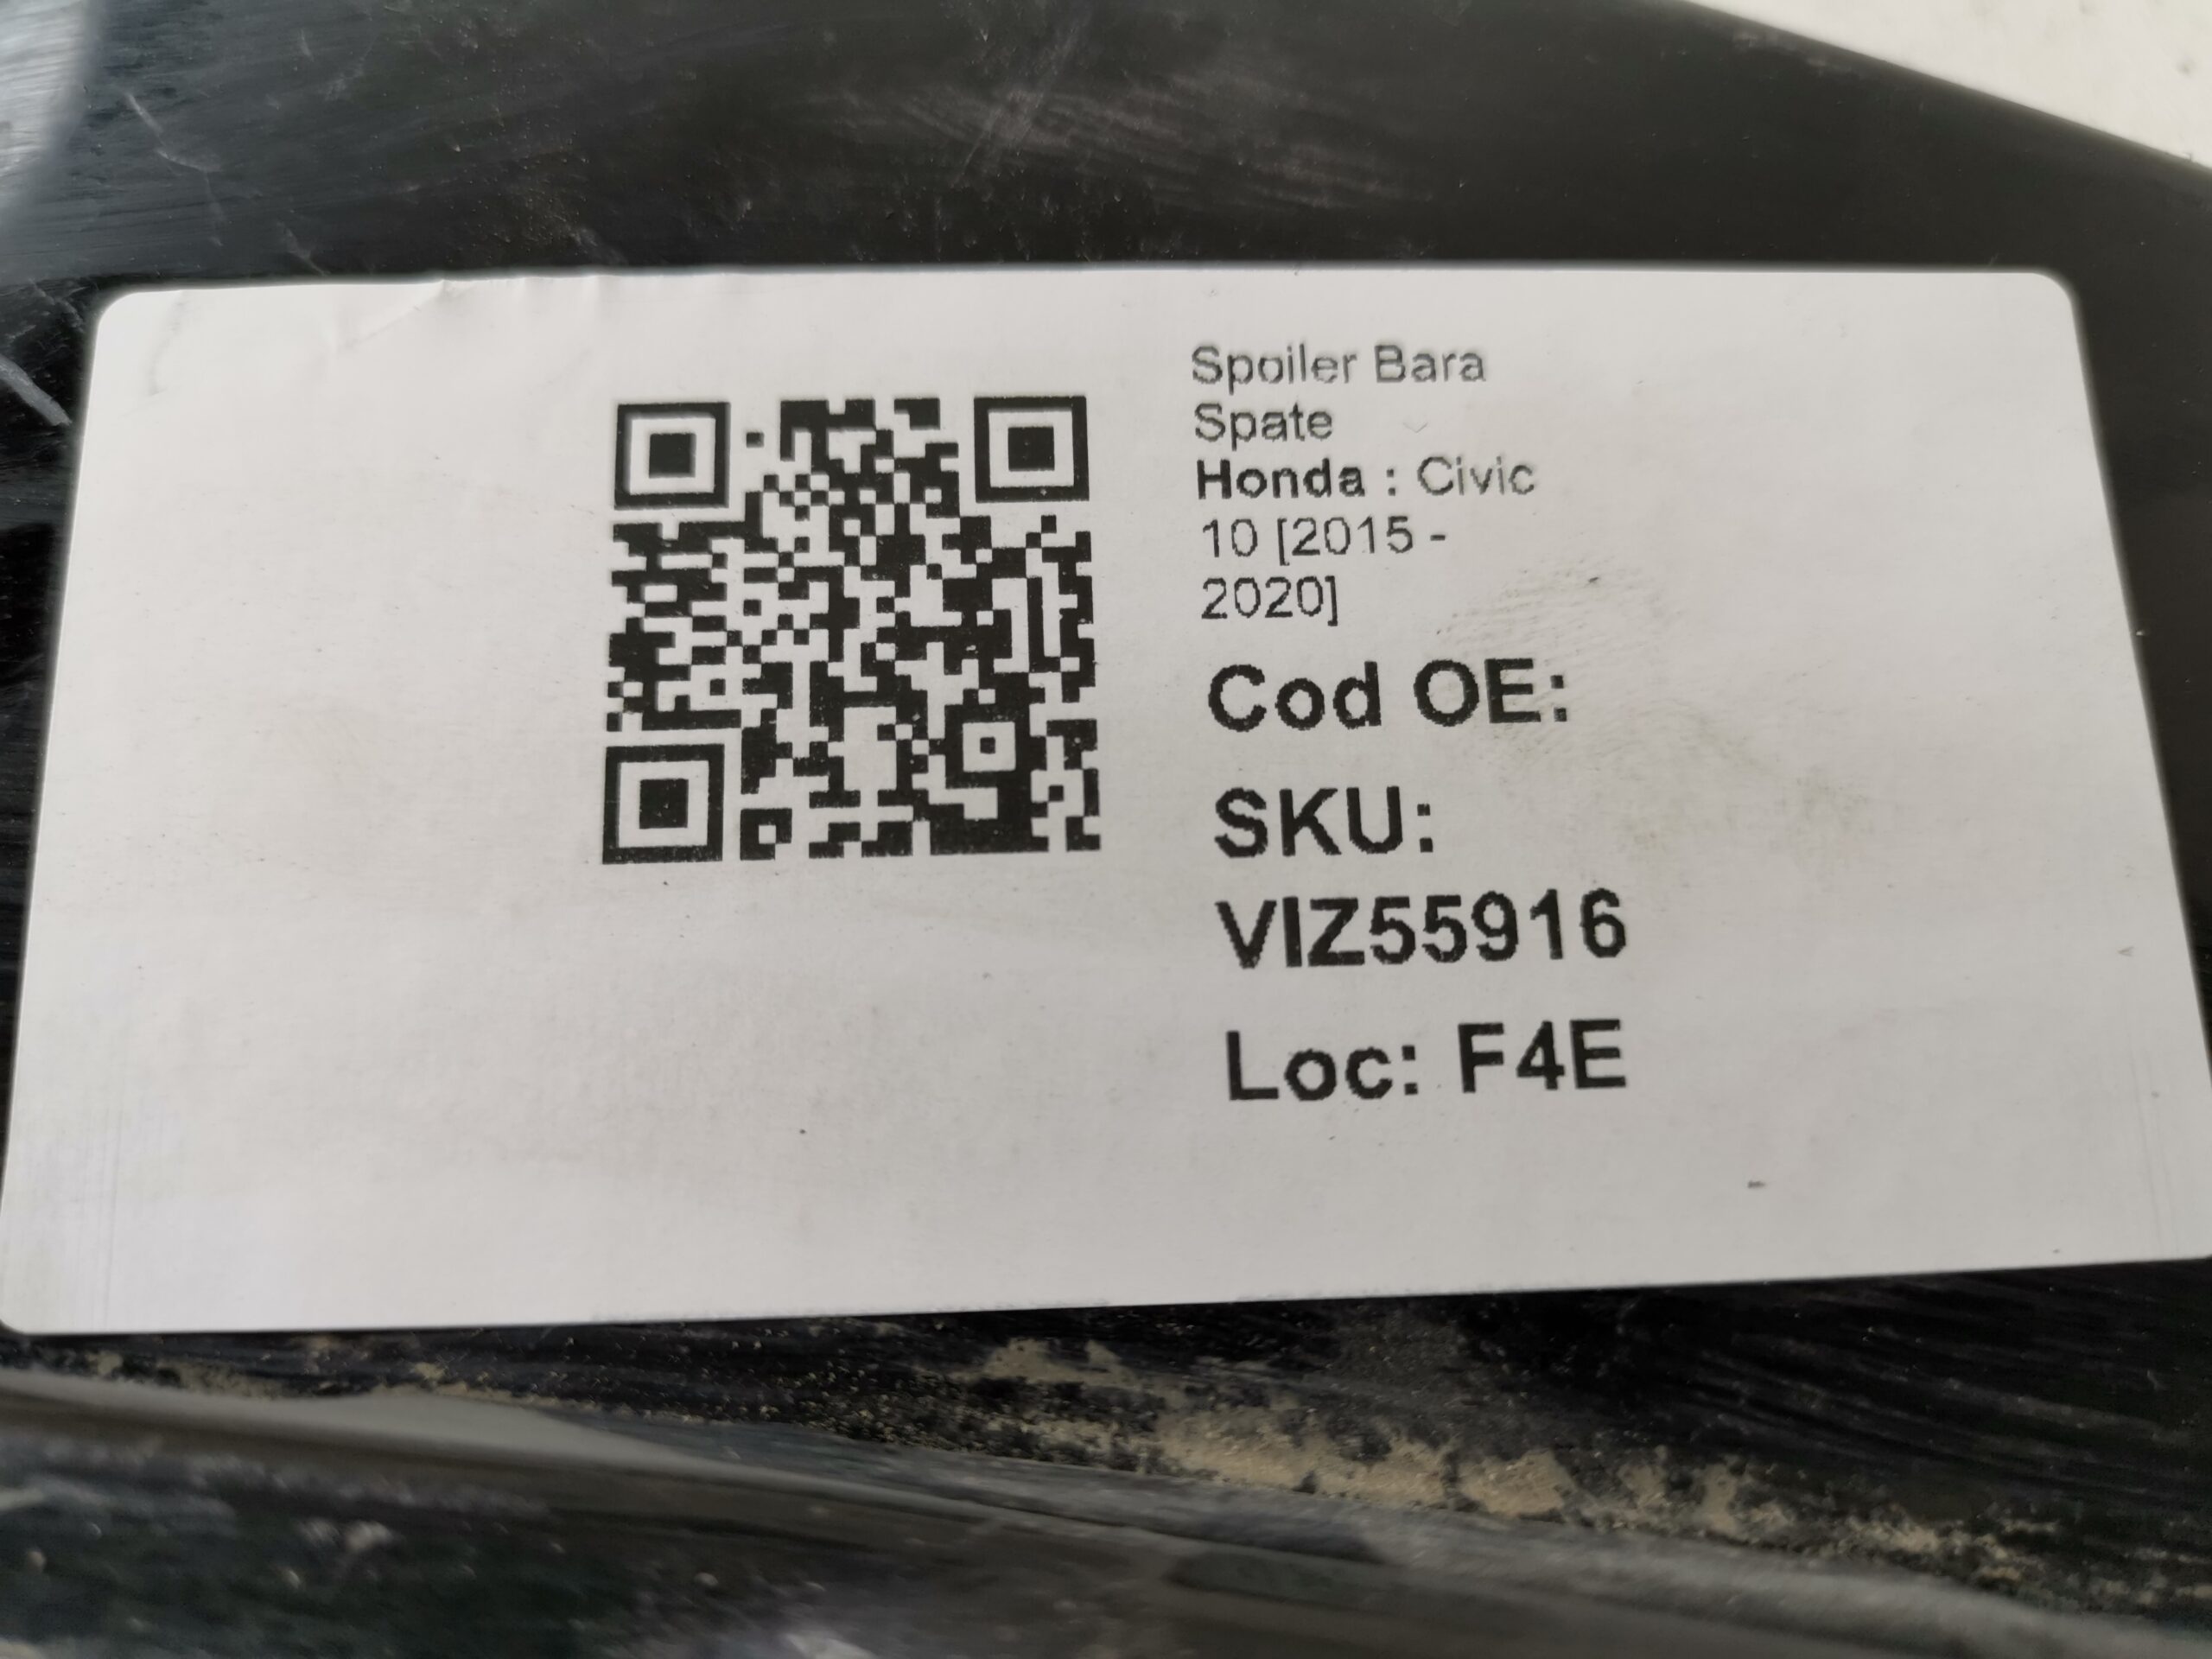 Spoiler Bara
Spate
Honda : Civic
10 [2015 -
2020]
Cod OE:
SKU:
VIZ55916
Loc: F4E